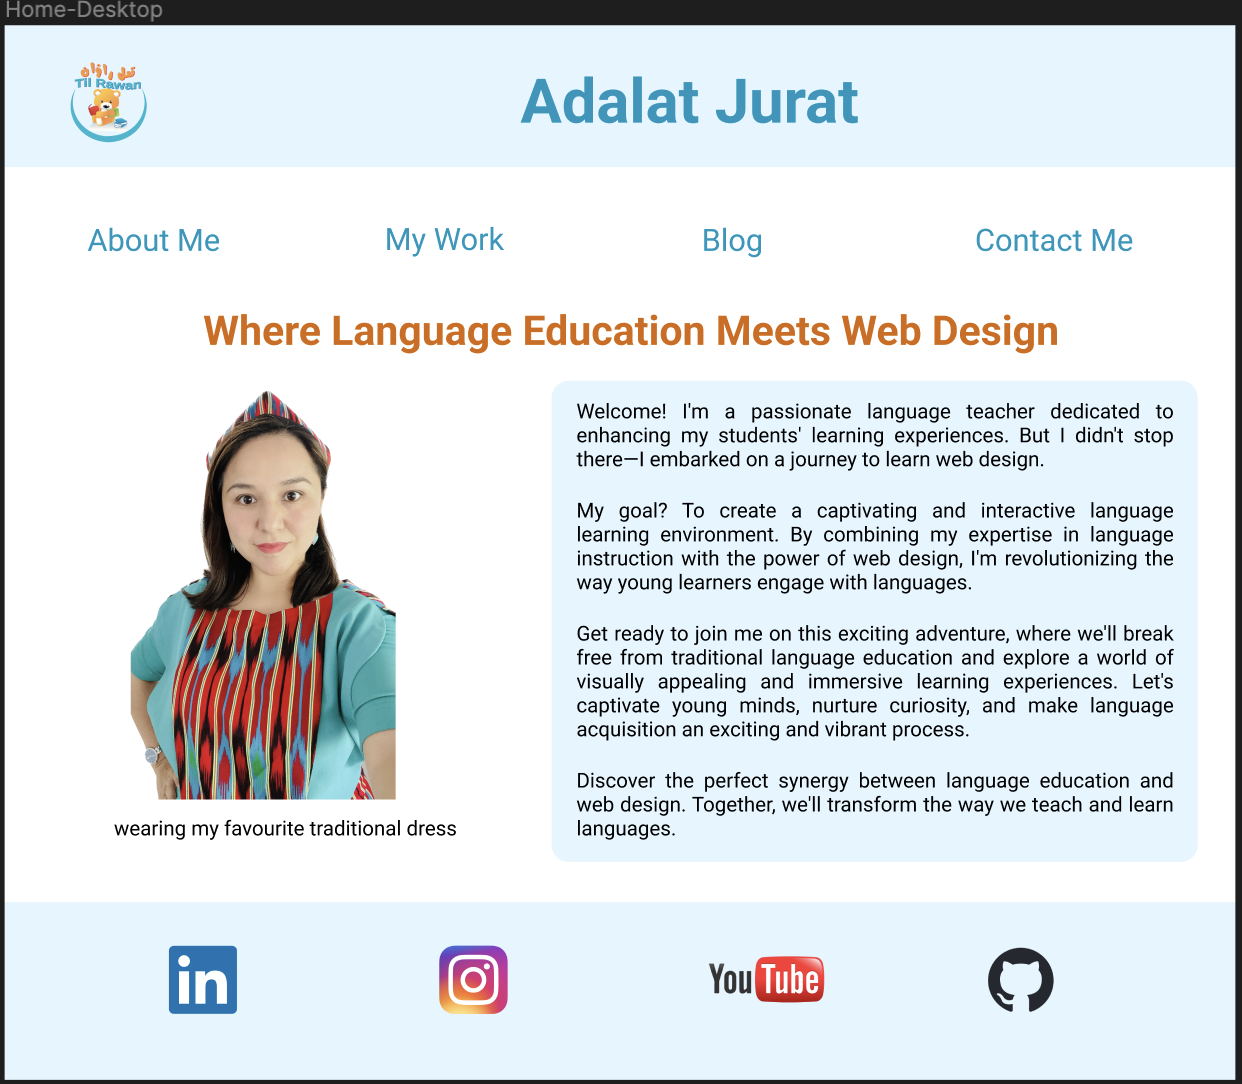 Home-Desktop
تىل راۋان
Til Rawan
Adalat Jurat
About Me
My Work
Blog
Contact Me
Where Language Education Meets Web Design
Welcome! I'm a passionate language teacher dedicated to
enhancing my students' learning experiences. But I didn't stop
there—I embarked on a journey to learn web design.
My goal? To create a captivating and interactive language
learning environment. By combining my expertise in language
instruction with the power of web design, I'm revolutionizing the
way young learners engage with languages.
Get ready to join me on this exciting adventure, where we'll break
free from traditional language education and explore a world of
visually appealing and immersive learning experiences. Let's
captivate young minds, nurture curiosity, and make language
acquisition an exciting and vibrant process.
Discover the perfect synergy between language education and
web design. Together, we'll transform the way we teach and learn
languages.
wearing my favourite traditional dress
in
YouTube